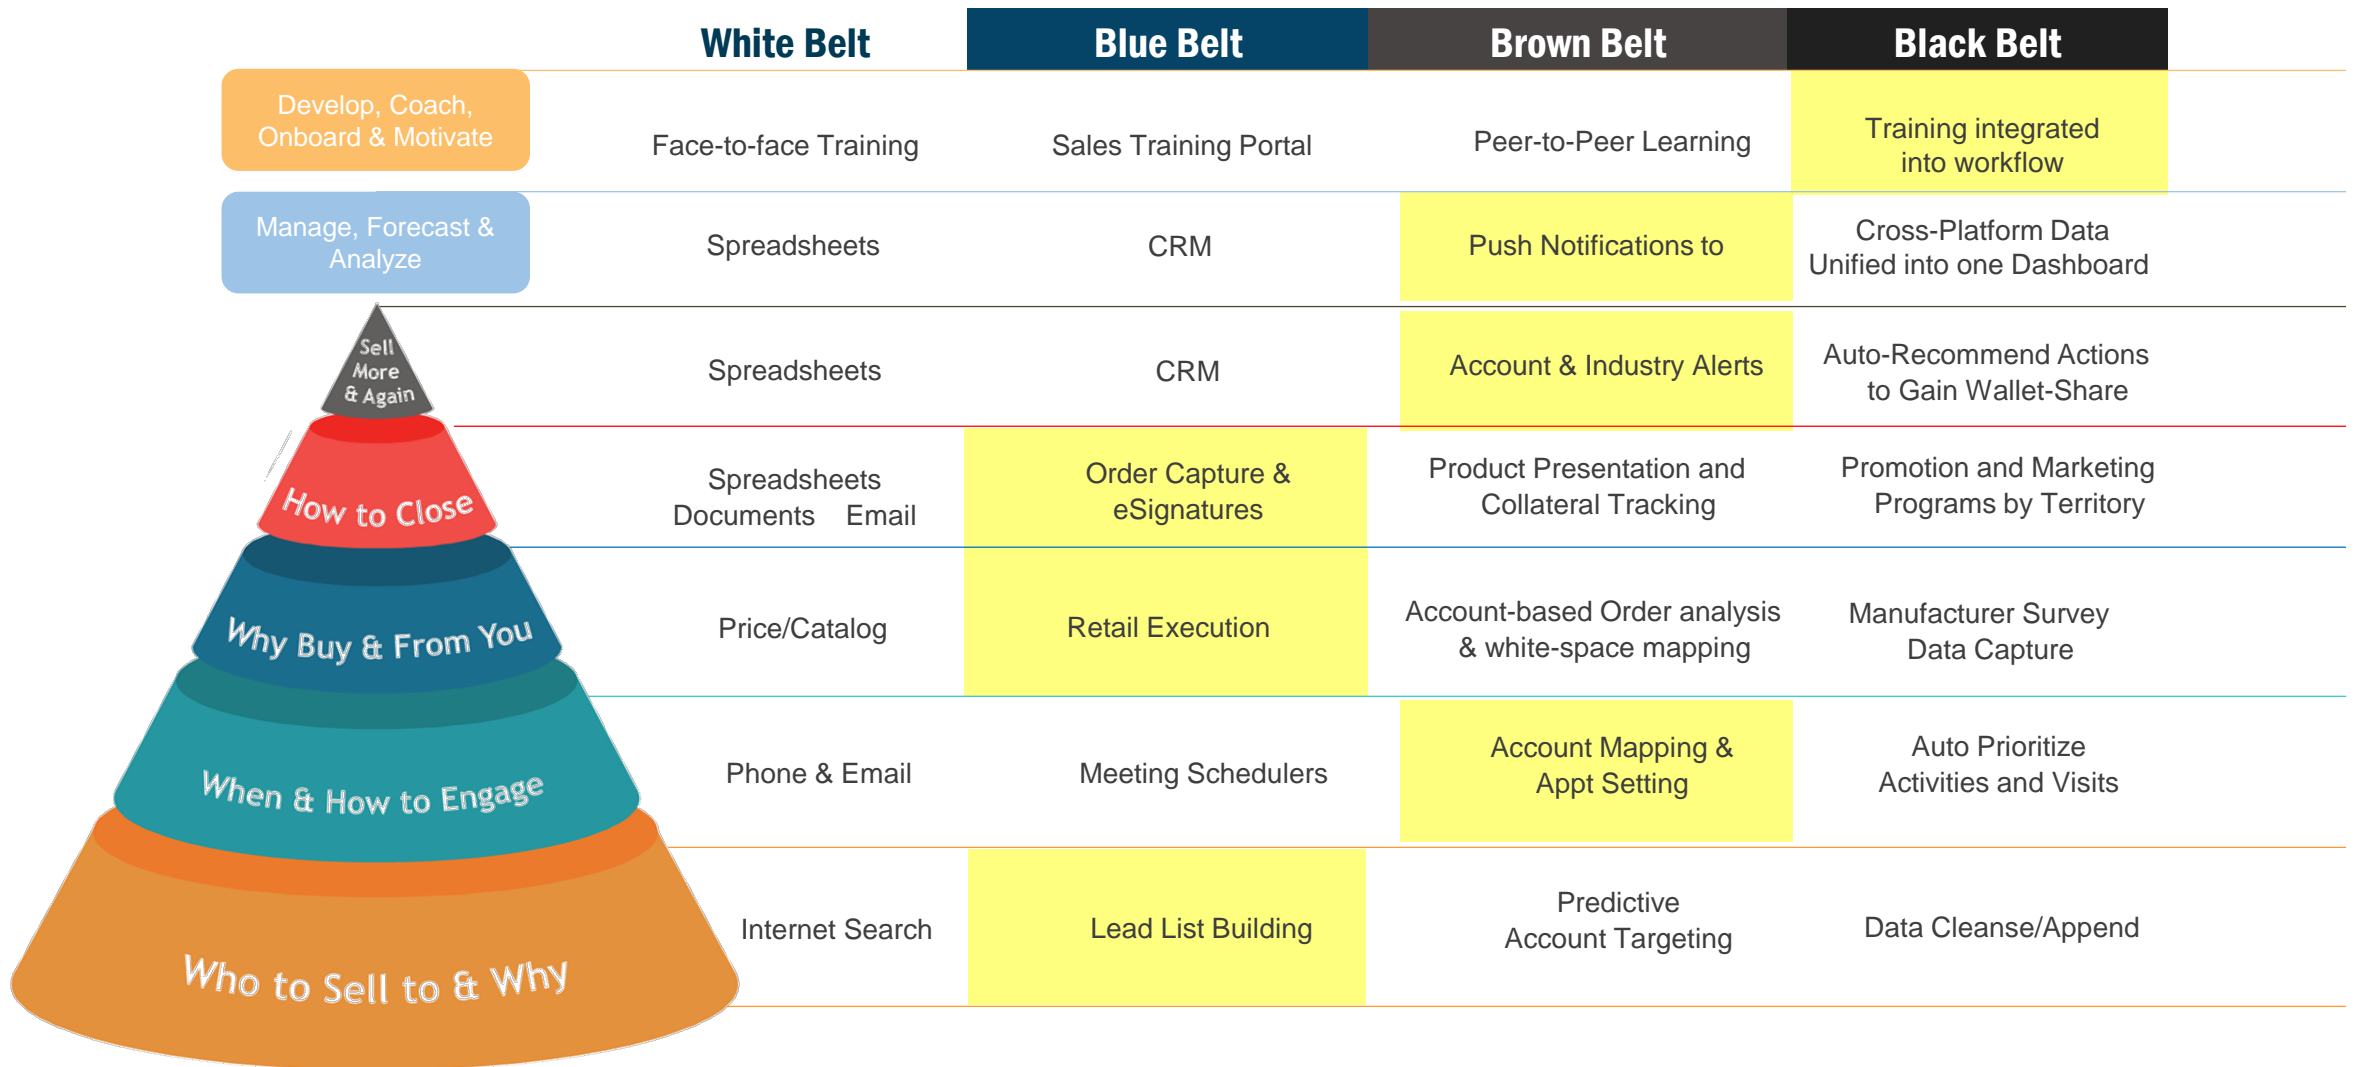 White Belt Blue Belt Brown Belt Black Belt
Develop, Coach,
Onboard & Motivate
Face-to-face Training
Sales Training Portal
Peer-to-Peer Learning
Training integrated
into workflow
Manage, Forecast &
Analyze
Spreadsheets
CRM
Push Notifications to
Cross-Platform Data
Unified into one Dashboard
Sell
More
& Again
Spreadsheets
CRM
Account & Industry Alerts
Auto-Recommend Actions
to Gain Wallet-Share
How to Close
Spreadsheets
Documents Email
Order Capture &
eSignatures
Product Presentation and
Collateral Tracking
Promotion and Marketing
Programs by Territory
Why Buy & From You
Price/Catalog
Retail Execution
Account-based Order analysis
& white-space mapping
Manufacturer Survey
Data Capture
When & How to Engage
Phone & Email
Meeting Schedulers
Account Mapping &
Appt Setting
Auto Prioritize
Activities and Visits
Who to Sell to & Why
Internet Search
Lead List Building
Predictive
Account Targeting
Data Cleanse/Append